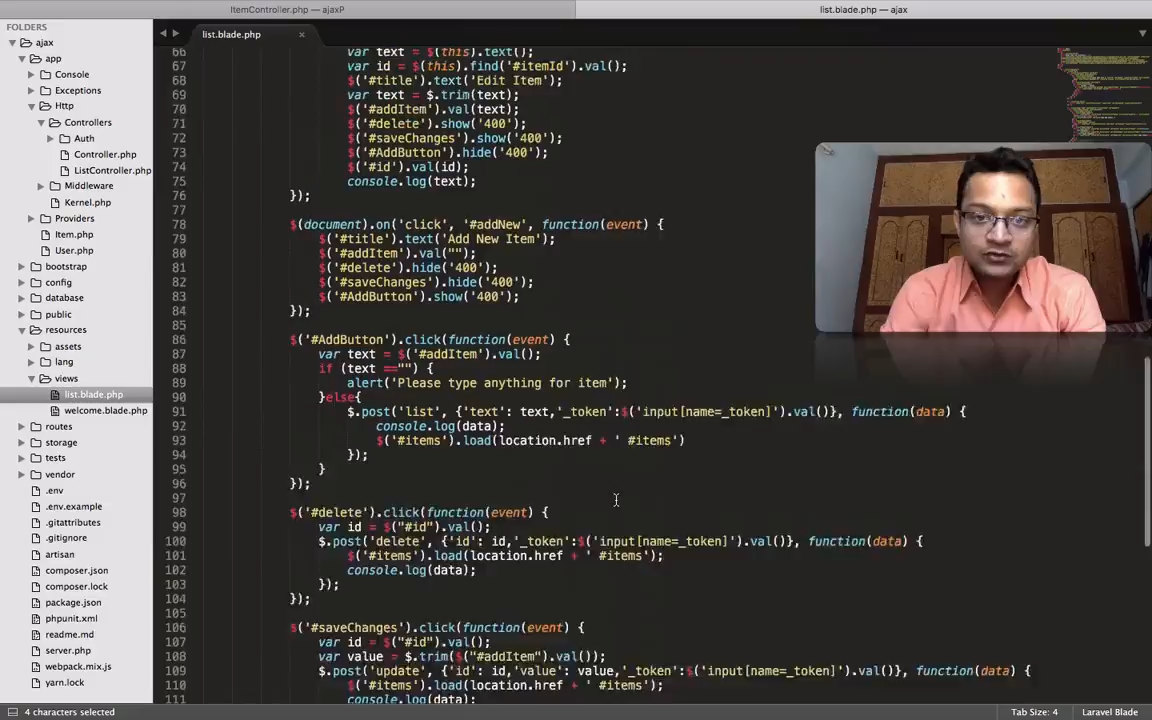 ItemController.php — ajaxP
list.blade.php — ajax
FOLDERS
ajax
app
Console
Exceptions
Http
Controllers
Auth
Controller.php
ListController.php
Middleware
Kernel.php
Providers
Item.php
User.php
bootstrap
config
database
public
resources
assets
lang
views
list.blade.php
welcome.blade.php
routes
storage
tests
vendor
.env
.env.example
.gitattributes
.gitignore
artisan
composer.json
composer.lock
package.json
phpunit.xml
readme.md
server.php
webpack.mix.js
yarn.lock
list.blade.php
66 var text = $(this).text();
67 var id = $(this).find('#itemId').val();
68 $('#title').text('Edit Item');
69 var text = $.trim(text);
70 $('#addItem').val(text);
71 $('#delete').show('400');
72 $('#saveChanges').show('400');
73 $('#AddButton').hide('400');
74 $('#id').val(id);
75 console.log(text);
76 });
77
78 $(document).on('click', '#addNew', function(event) {
79 $('#title').text('Add New Item');
80 $('#addItem').val("");
81 $('#delete').hide('400');
82 $('#saveChanges').hide('400');
83 $('#AddButton').show('400');
84 });
85
86 $('#AddButton').click(function(event) {
87 var text = $('#addItem').val();
88 if (text =="") {
89 alert('Please type anything for item');
90 }else{
91 $.post('list', {'text': text,'_token':$('input[name=_token]').val()}, function(data) {
92 console.log(data);
93 $('#items').load(location.href + ' #items')
94 });
95 }
96 });
97
98 $('#delete').click(function(event) {
99 var id = $("#id").val();
100 $.post('delete', {'id': id,'_token':$('input[name=_token]').val()}, function(data) {
101 $('#items').load(location.href + ' #items');
102 console.log(data);
103 });
104 });
105
106 $('#saveChanges').click(function(event) {
107 var id = $("#id").val();
108 var value = $.trim($("#addItem").val());
109 $.post('update', {'id': id,'value': value,'_token':$('input[name=_token]').val()}, function(data) {
110 $('#items').load(location.href + ' #items');
111 console.log(data);
4 characters selected
Tab Size: 4
Laravel Blade